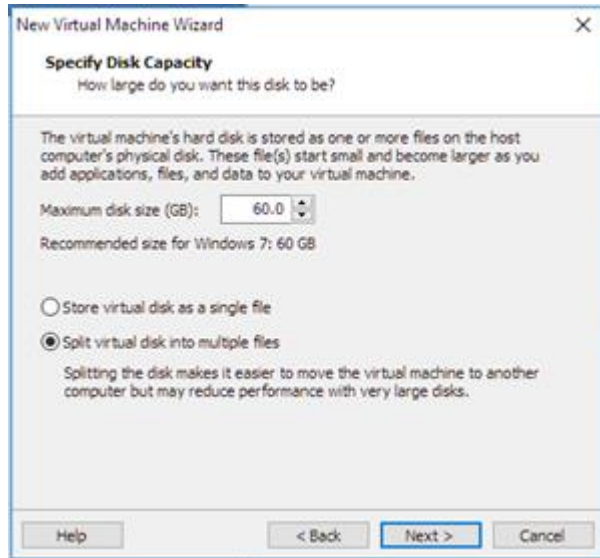 New Virtual Machine Wizard
Specify Disk Capacity
How large do you want this disk to be?
The virtual machine's hard disk is stored as one or more files on the host
computer's physical disk. These file(s) start small and become larger as you
add applications, files, and data to your virtual machine.
Maximum disk size (GB): 60.0
Recommended size for Windows 7: 60 GB
Store virtual disk as a single file
Split virtual disk into multiple files
Splitting the disk makes it easier to move the virtual machine to another
computer but may reduce performance with very large disks.
Help < Back Next > Cancel